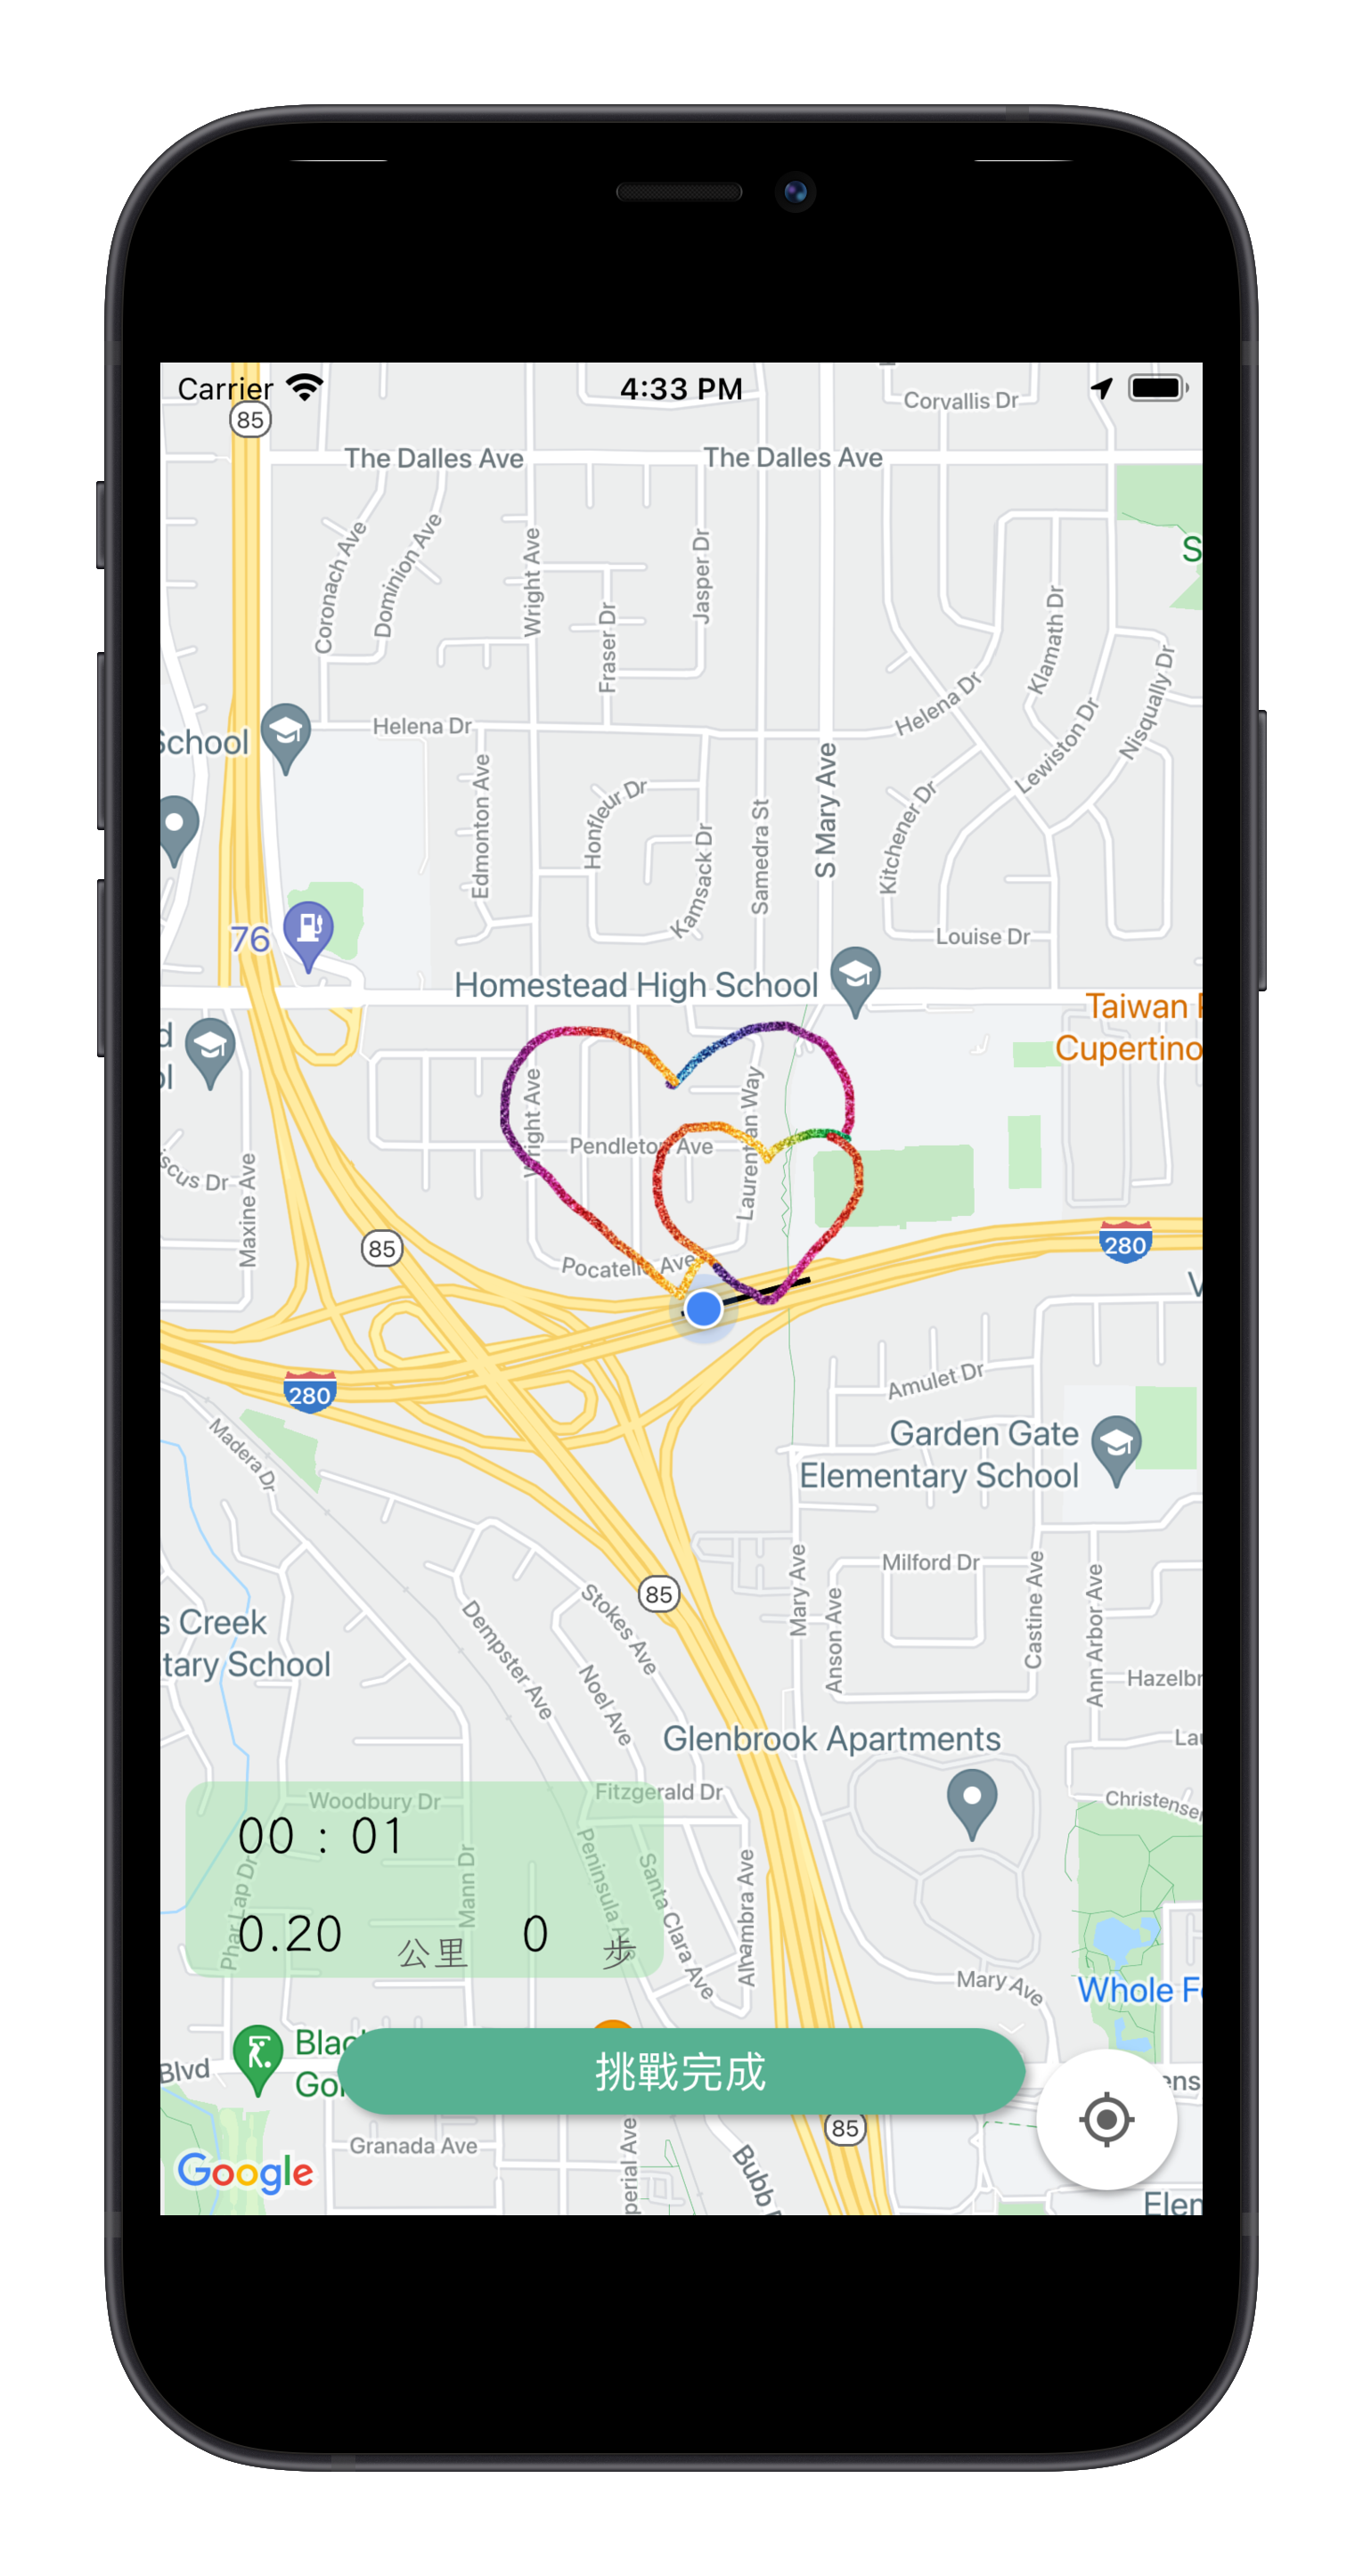 Carrier
4:33 PM
85
Corvallis Dr
The Dalles Ave
The Dalles Ave
S
Coronach Ave
Dominion Ave
Wright Ave
Fraser Dr
Jasper Dr
Klamath Dr
Helena Dr
Nisqually Dr
Lewiston Dr
School
Helena Dr
S Mary Ave
Edmonton Ave
Honfleur Dr
Kamsack Dr
Samedra St
Kitchener Dr
76
Louise Dr
Homestead High School
Taiwan
Cupertino
Wright Ave
Laurentian Way
Pendleton Ave
Maxine Ave
85
280
Pocatello Ave
V
280
Amulet Dr
Madera Dr
Garden Gate
Elementary School
Milford Dr
85
Mary Ave
Anson Ave
Castine Ave
Ann Arbor Ave
s Creek
tary School
Stokes Ave
Dempster Ave
Noel Ave
Hazelbr
Glenbrook Apartments
Lau
Fitzgerald Dr
Woodbury Dr
Christensen
00 : 01
Phar Lap Dr
Mann Dr
Peninsula Ave
Santa Clara Ave
Alhambra Ave
0.20 公里 0 步
Mary Ave
Whole Fo
Blac
Gol
Blvd
挑戰完成
ens
85
Granada Ave
perial Ave
Bubb
Google
Elem